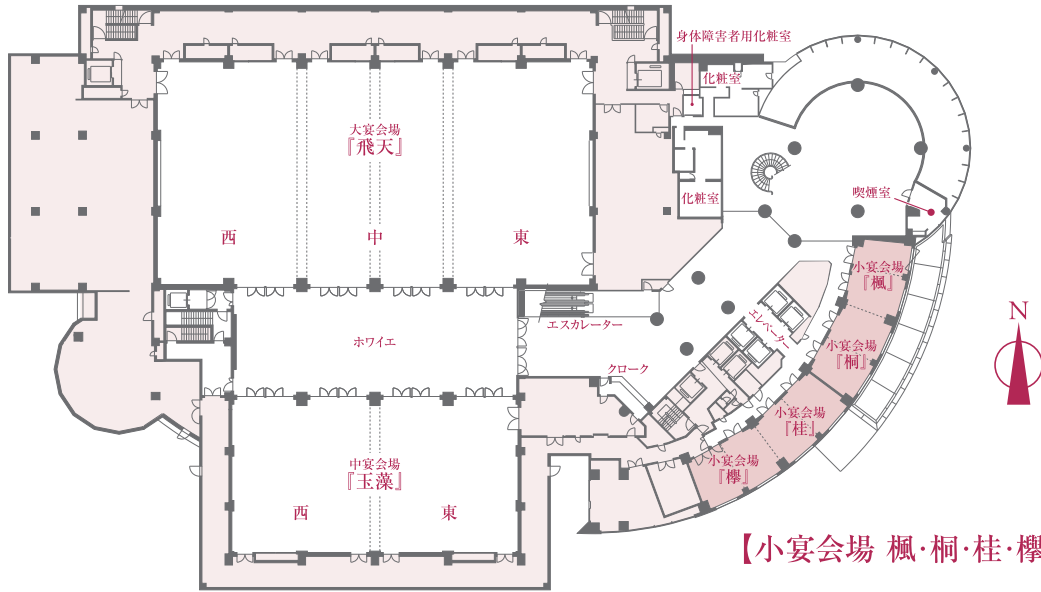 身体障害者用化粧室
化粧室
大宴会場
『飛天』
化粧室
喫煙室
西
中
東
小宴会場
『楓』
エスカレーター
エレベーター
ホワイエ
小宴会場
『桐』
クローク
小宴会場
『桂』
中宴会場
『玉藻』
小宴会場
『欅』
西
東
N
【小宴会場 楓・桐・桂・欅